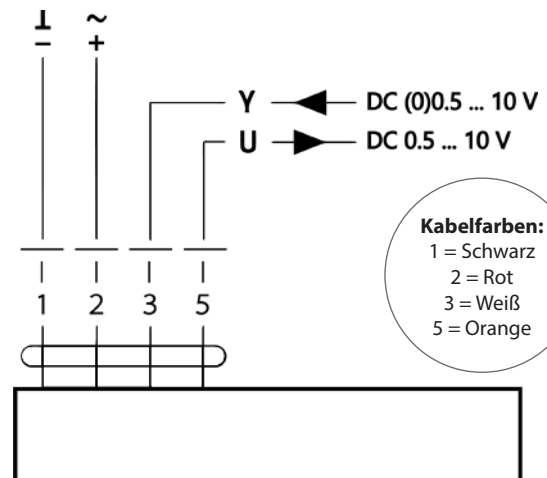 ⊥ ~
− +
Y DC (0)0.5 ... 10 V
U DC 0.5 ... 10 V
Kabelfarben:
1 = Schwarz
2 = Rot
3 = Weiß
5 = Orange
1 2 3 5